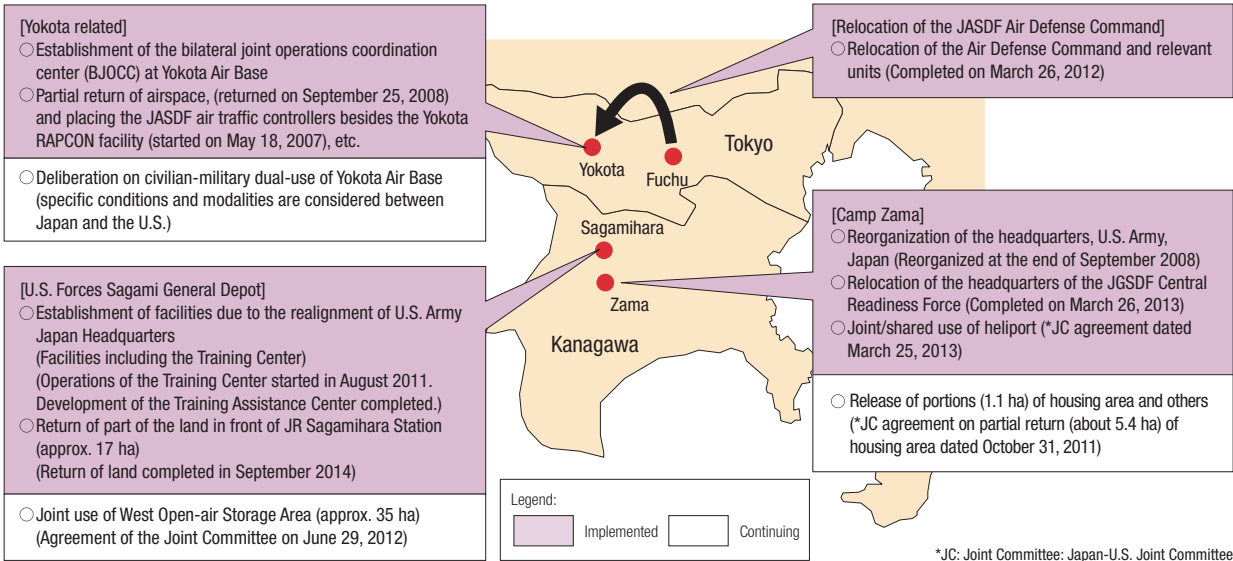 [Yokota related]
○Establishment of the bilateral joint operations coordination
center (BJOCC) at Yokota Air Base
○Partial return of airspace, (returned on September 25, 2008)
and placing the JASDF air traffic controllers besides the Yokota
RAPCON facility (started on May 18, 2007), etc.
○Deliberation on civilian-military dual-use of Yokota Air Base
(specific conditions and modalities are considered between
Japan and the U.S.)
[U.S. Forces Sagami General Depot]
○Establishment of facilities due to the realignment of U.S. Army
Japan Headquarters
(Facilities including the Training Center)
(Operations of the Training Center started in August 2011.
Development of the Training Assistance Center completed.)
○Return of part of the land in front of JR Sagamihara Station
(approx. 17 ha)
(Return of land completed in September 2014)
○Joint use of West Open-air Storage Area (approx. 35 ha)
(Agreement of the Joint Committee on June 29, 2012)
Tokyo
Yokota
Fuchu
Sagamihara
Zama
Kanagawa
Legend:
Implemented
Continuing
[Relocation of the JASDF Air Defense Command]
○Relocation of the Air Defense Command and relevant
units (Completed on March 26, 2012)
[Camp Zama]
○Reorganization of the headquarters, U.S. Army,
Japan (Reorganized at the end of September 2008)
○Relocation of the headquarters of the JGSDF Central
Readiness Force (Completed on March 26, 2013)
○Joint/shared use of heliport (*JC agreement dated
March 25, 2013)
○ Release of portions (1.1 ha) of housing area and others
(*JC agreement on partial return (about 5.4 ha) of
housing area dated October 31, 2011)
*JC: Joint Committee: Japan-U.S. Joint Committee